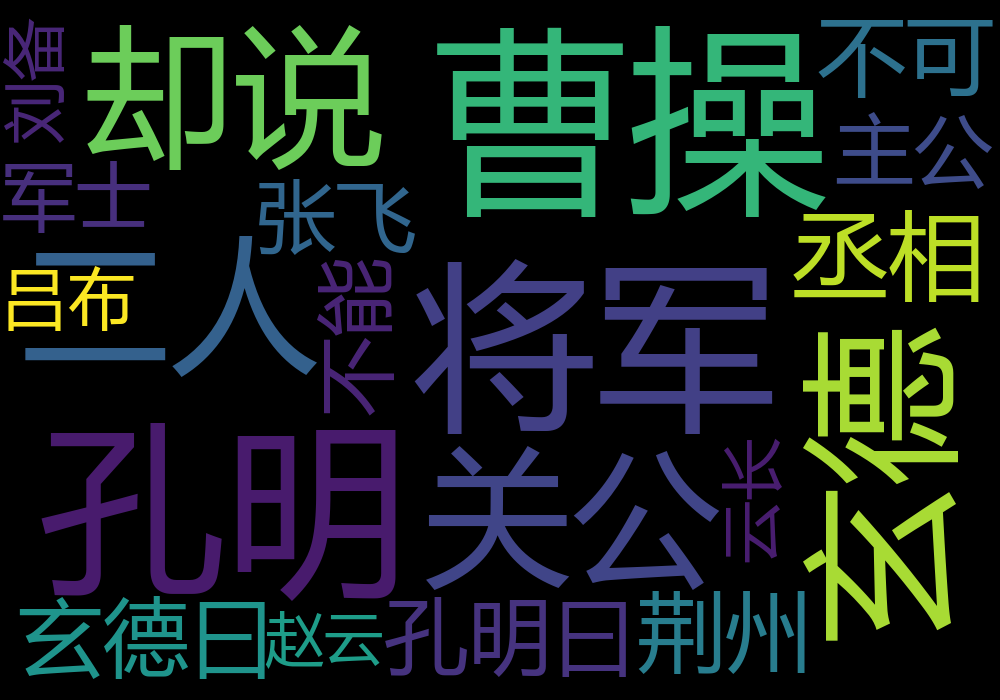 刘备
却说
曹操
不可
军士
张飞
主公
二人
吕布
不能
将军
丞相
玄德
孔明
关公
云长
玄德曰
赵云
孔明曰
荆州